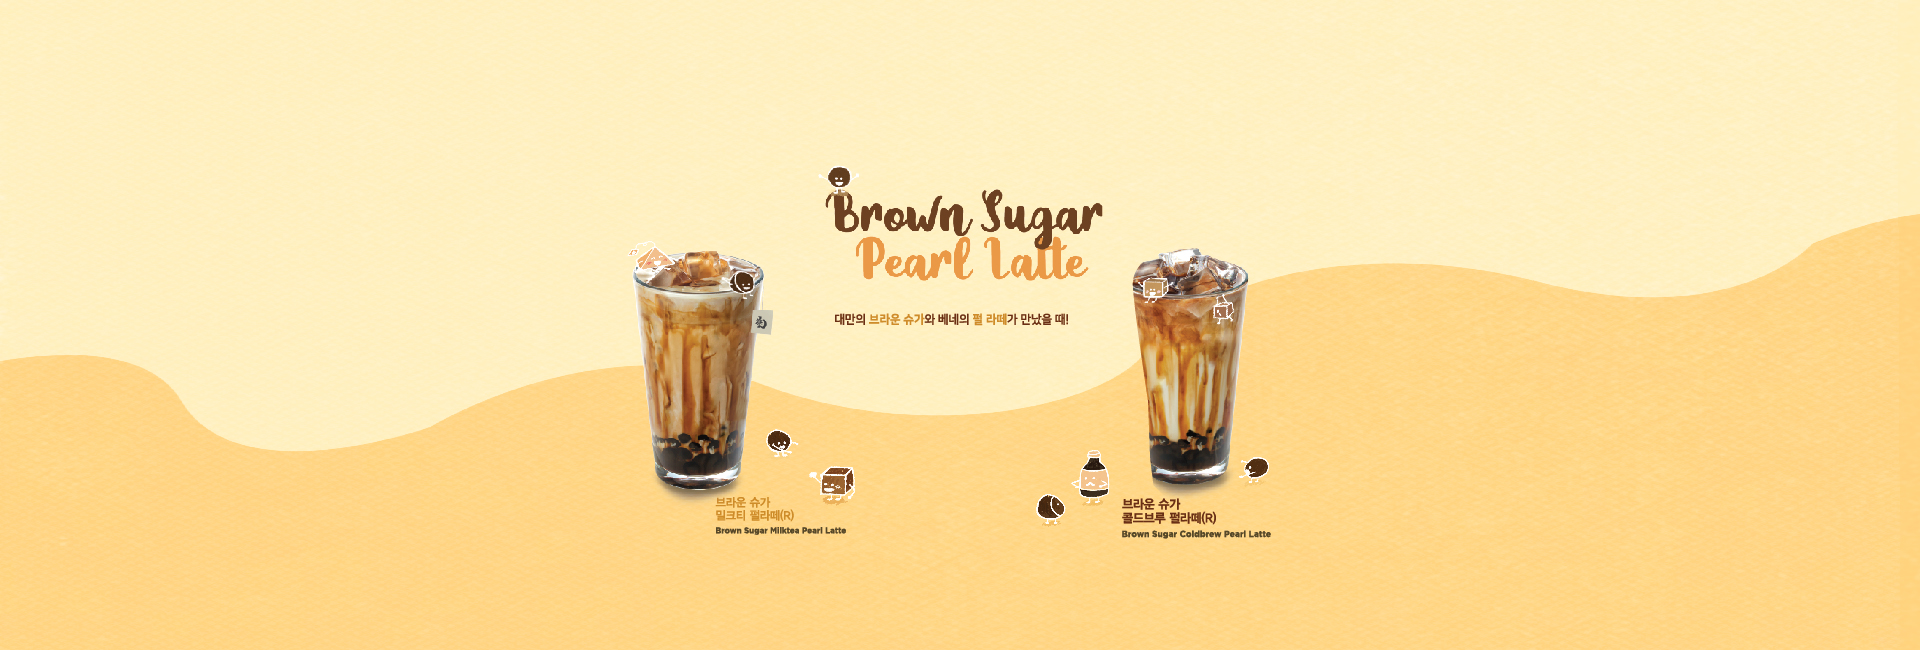 Brown Sugar
Pearl Latte
대만의 브라운 슈가와 베네의 펄 라떼가 만났을 때!
브라운 슈가
밀크티 펄라떼(R)
Brown Sugar Milktea Pearl Latte
브라운 슈가
콜드브루 펄라떼(R)
Brown Sugar Coldbrew Pearl Latte